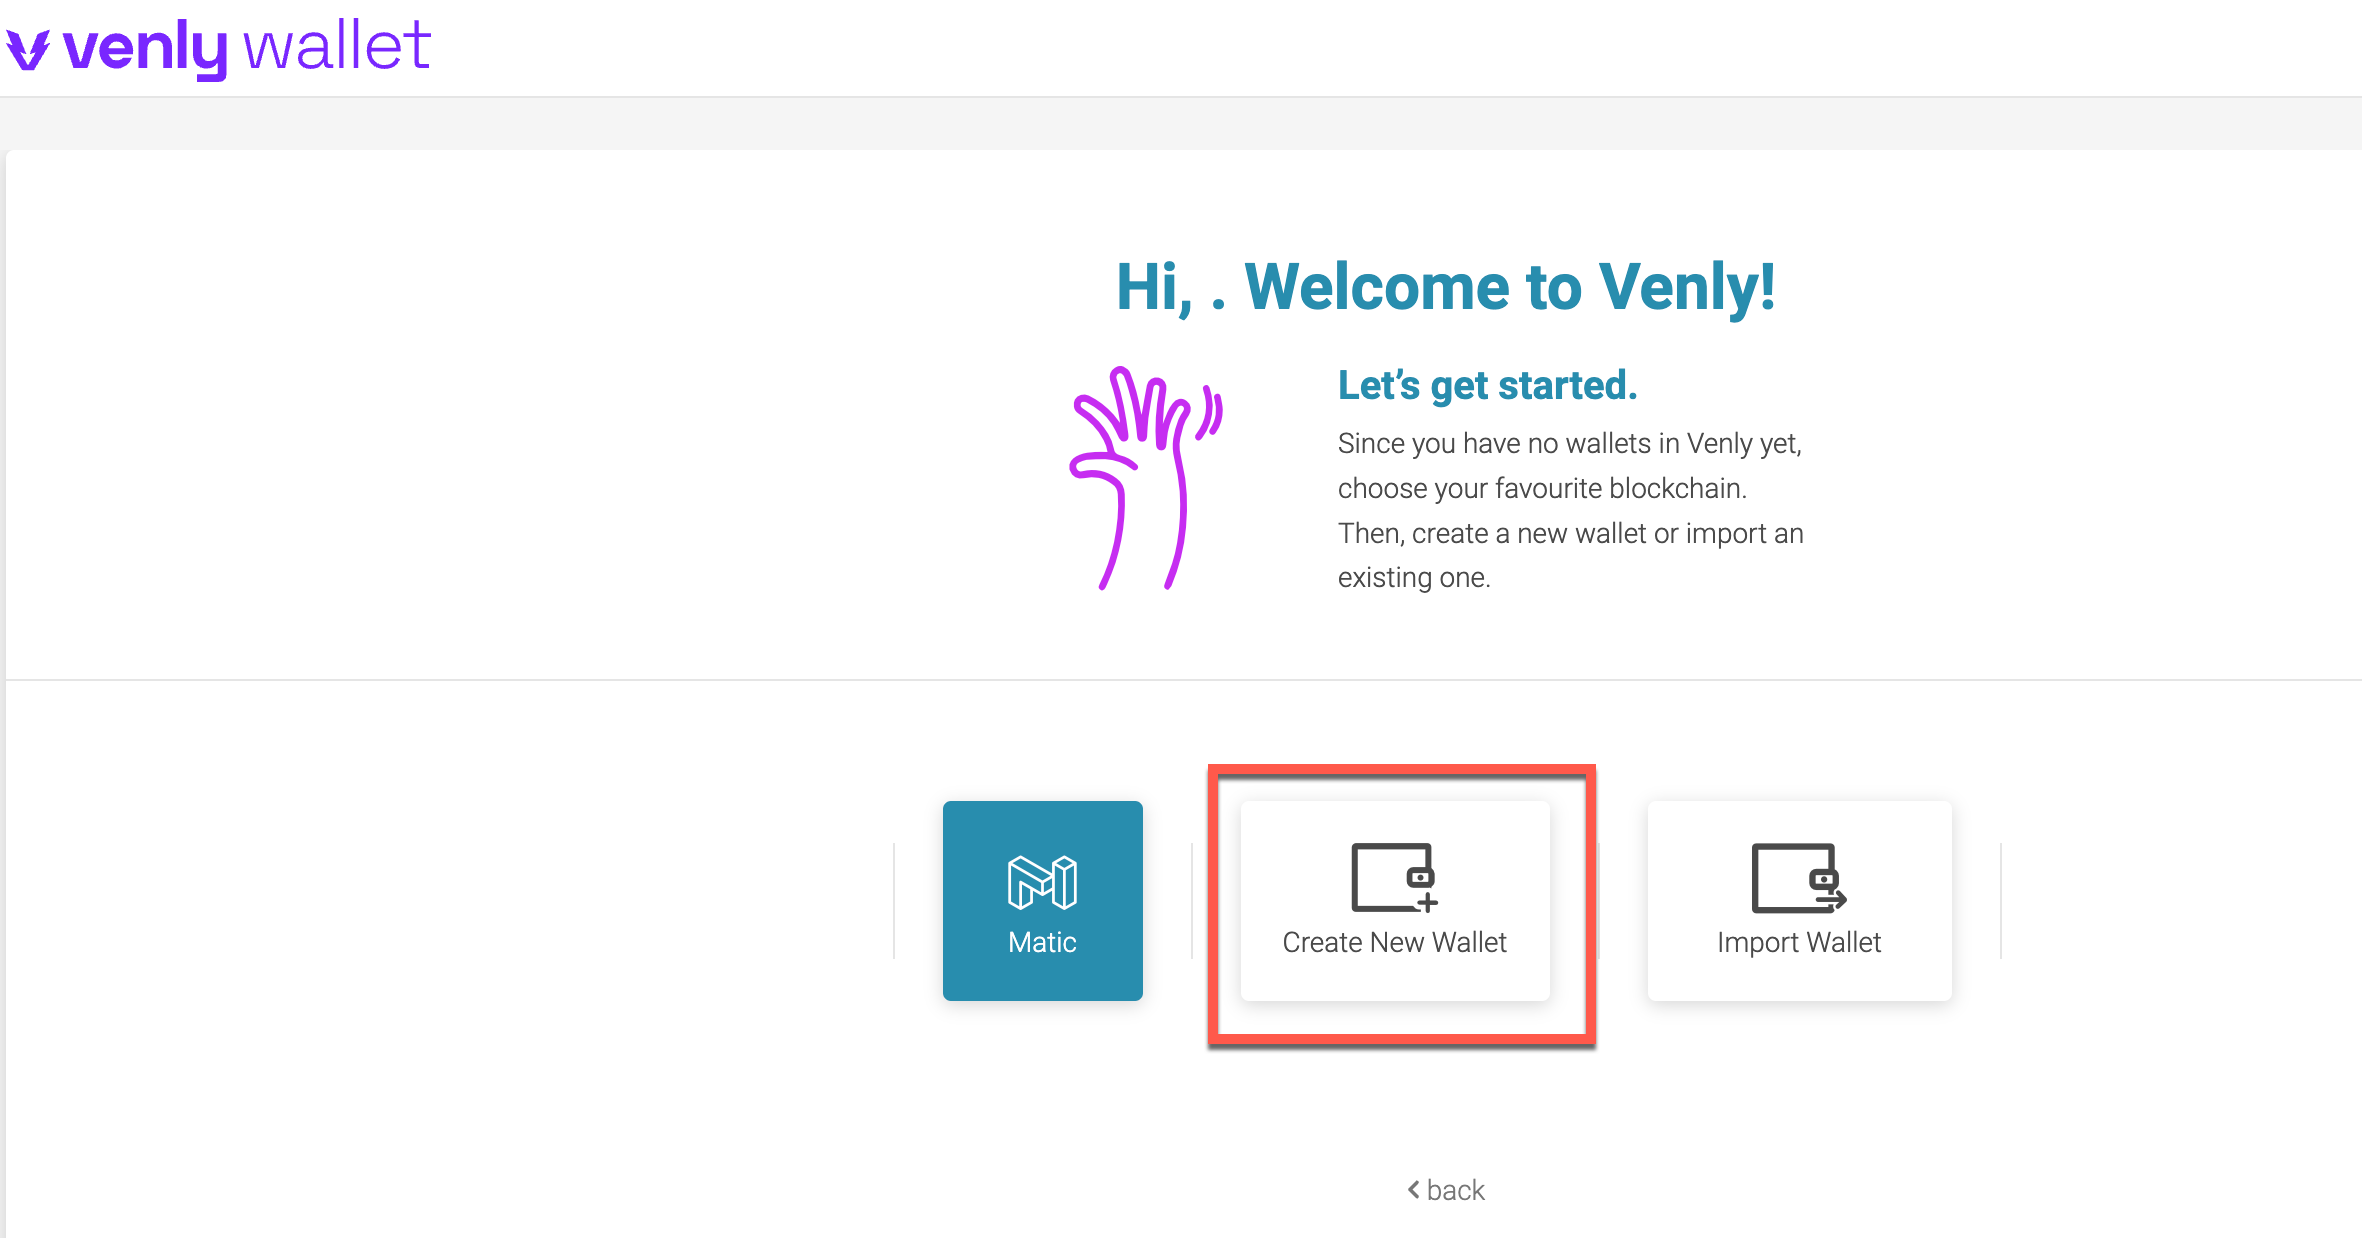 venly wallet
Hi, . Welcome to Venly!
Let’s get started.
Since you have no wallets in Venly yet,
choose your favourite blockchain.
Then, create a new wallet or import an
existing one.
Matic
Create New Wallet
Import Wallet
back